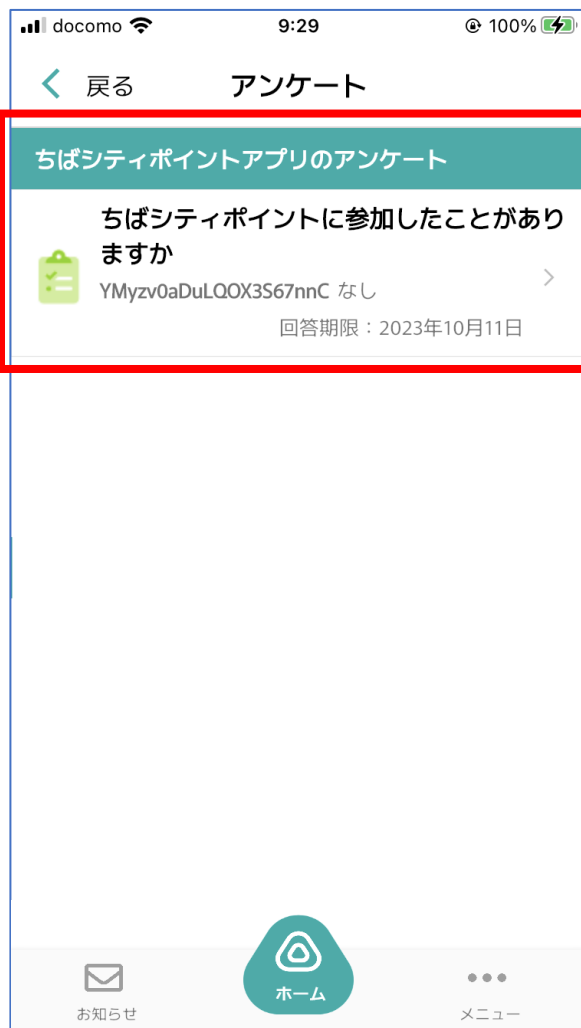 docomo 9:29 100%
戻る アンケート
ちばシティポイントアプリのアンケート
ちばシティポイントに参加したことがあり
ますか
YMyzv0aDuLQOX3S67nnC なし
回答期限：2023年10月11日
お知らせ ホーム メニュー